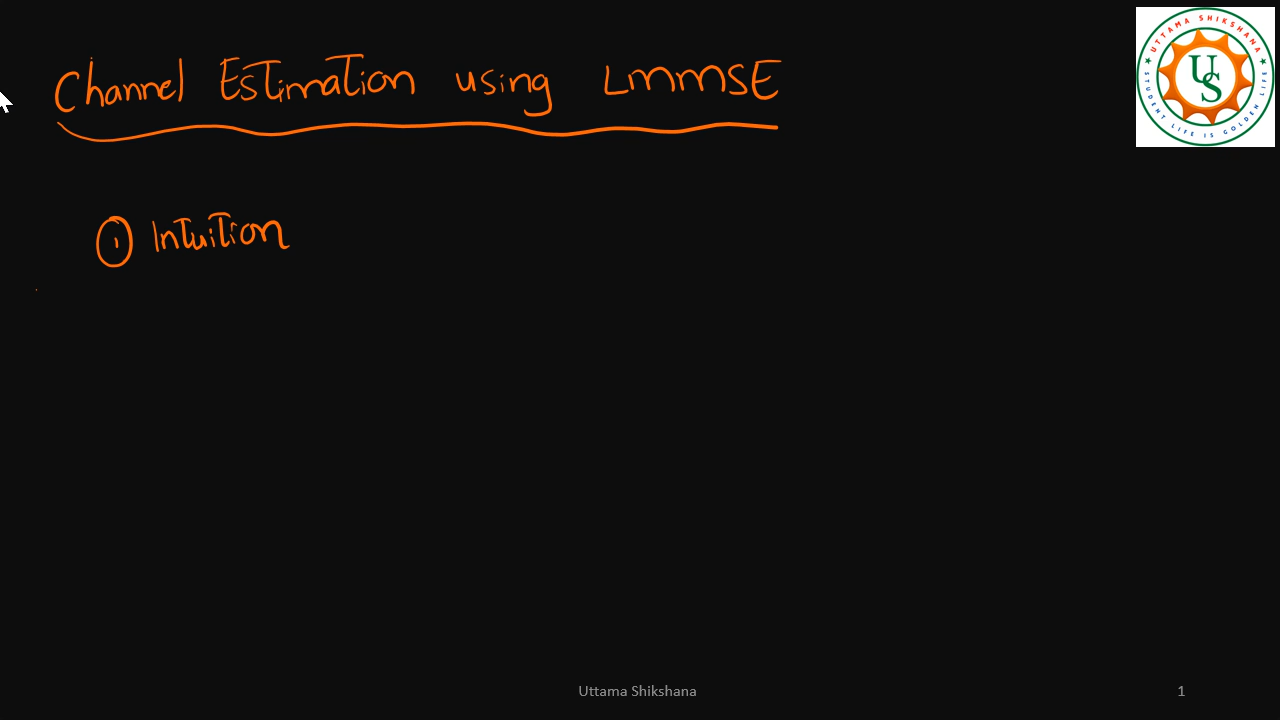 Channel Estimation using LMMSE
UTTAMA SHIKSHANA
US
STUDENT LIFE IS GOLDEN LIFE
1 Intuition
Uttama Shikshana
1